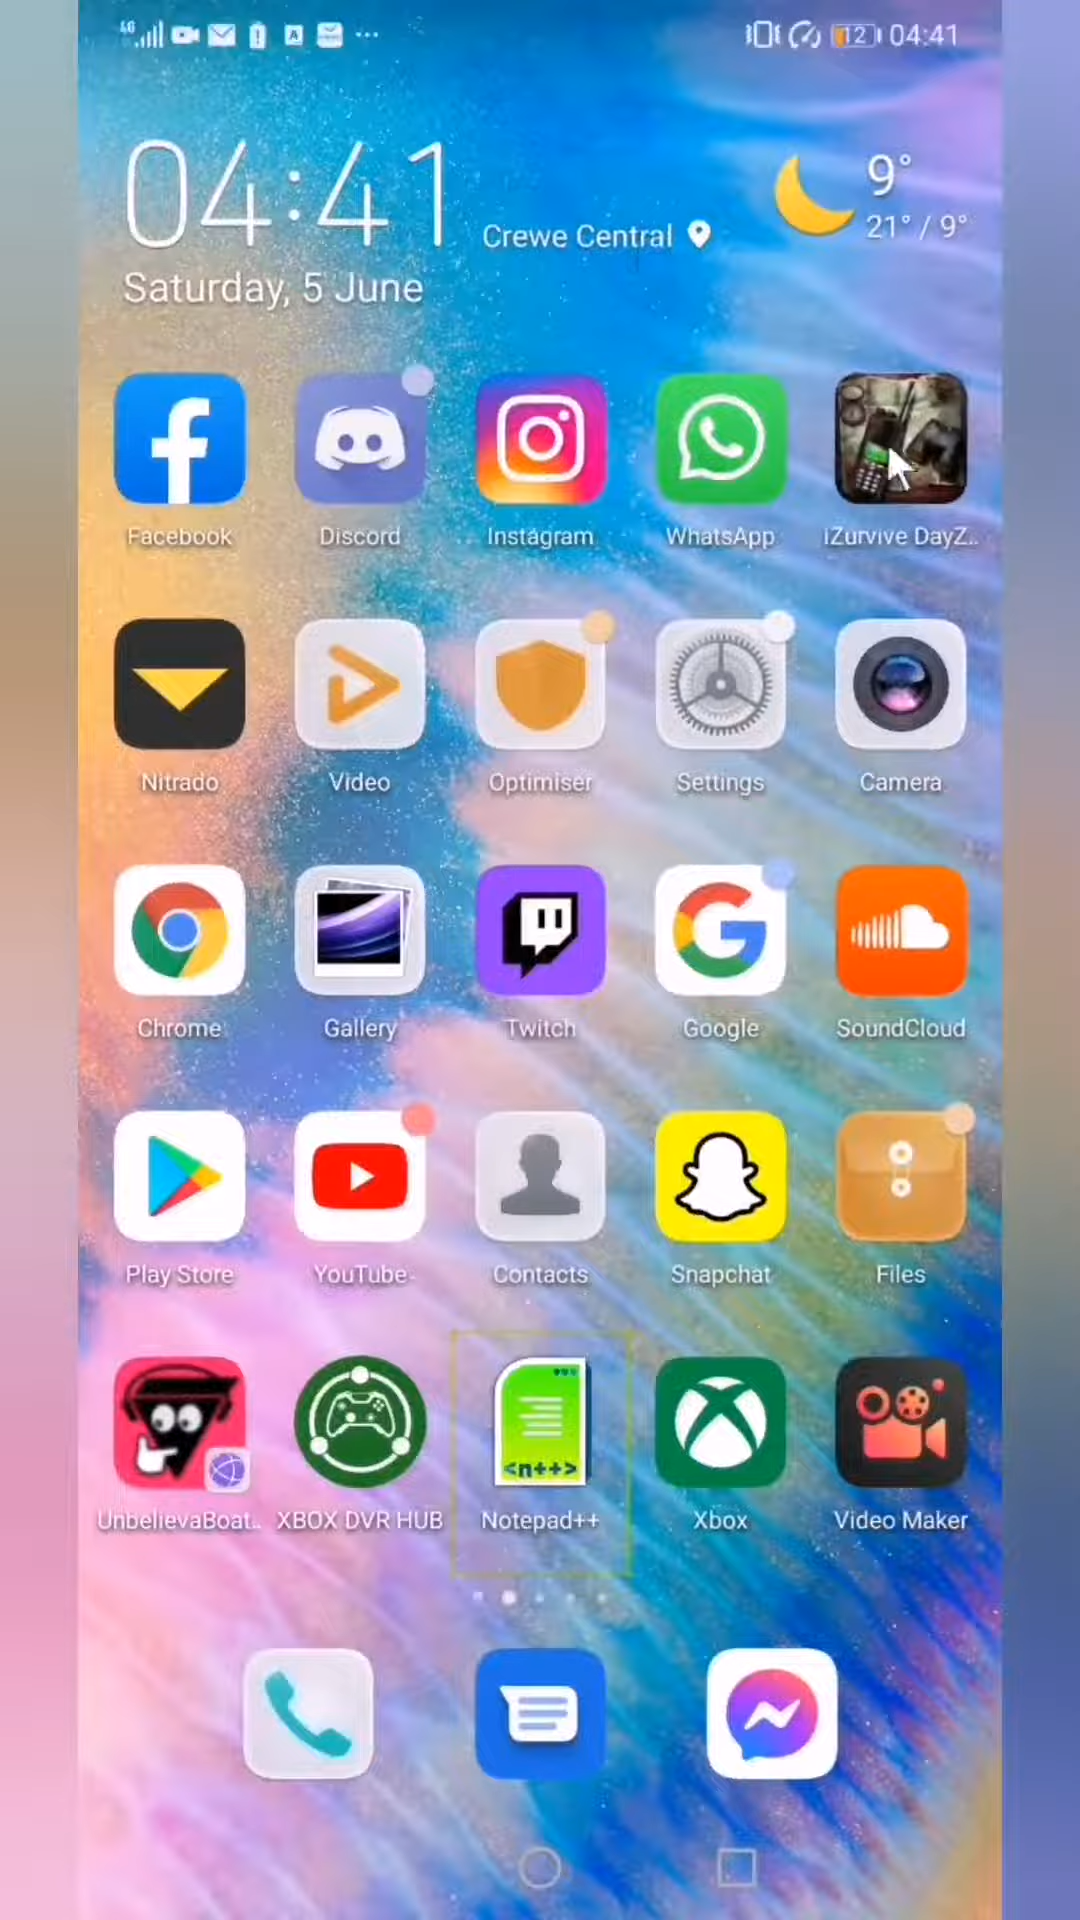 4G 12 04:41
04:41
Crewe Central
9°
21° / 9°
Saturday, 5 June
Facebook Discord Instagram WhatsApp iZurvive DayZ..
Nitrado Video Optimiser Settings Camera
Chrome Gallery Twitch Google SoundCloud
Play Store YouTube Contacts Snapchat Files
<n++>
UnbelievaBoat.. XBOX DVR HUB Notepad++ Xbox Video Maker